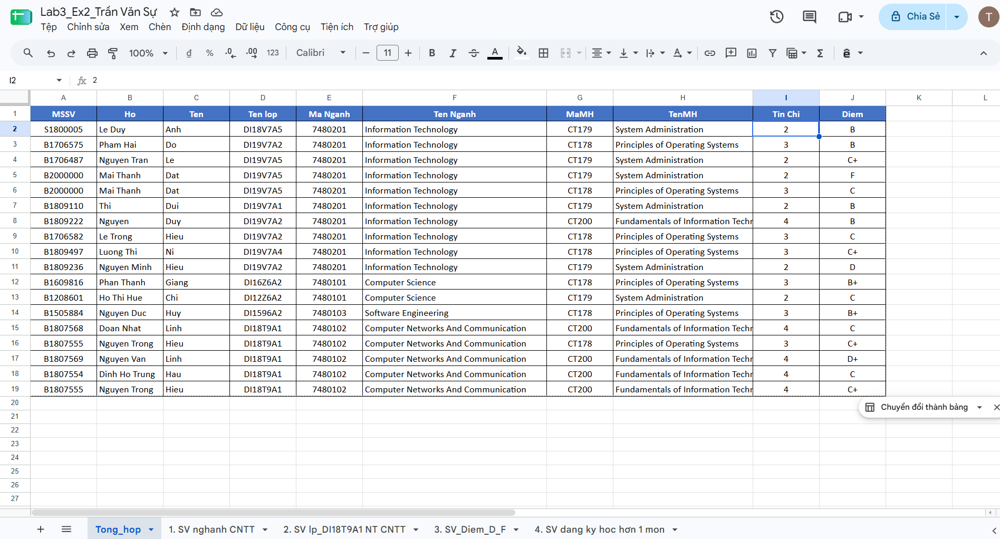 Lab3_Ex2_Trần Văn Sự
Tệp Chỉnh sửa Xem Chèn Định dạng Dữ liệu Công cụ Tiện ích Trợ giúp
Chia Sẻ
T
100% đ % .0 .00 123 Calibri 11 B I A
I2 fx 2
A B C D E F G H I J K L
1 MSSV Ho Ten Ten lop Ma Nganh Ten Nganh MaMH TenMH Tin Chi Diem
2 S1800005 Le Duy Anh DI18V7A5 7480201 Information Technology CT179 System Administration 2 B
3 B1706575 Pham Hai Do DI19V7A2 7480201 Information Technology CT178 Principles of Operating Systems 3 B
4 B1706487 Nguyen Tran Le DI19V7A5 7480201 Information Technology CT179 System Administration 2 C+
5 B2000000 Mai Thanh Dat DI19V7A5 7480201 Information Technology CT179 System Administration 2 F
6 B2000000 Mai Thanh Dat DI19V7A5 7480201 Information Technology CT178 Principles of Operating Systems 3 C
7 B1809110 Thi Dui DI19V7A1 7480201 Information Technology CT179 System Administration 2 B
8 B1809222 Nguyen Duy DI19V7A2 7480201 Information Technology CT200 Fundamentals of Information Techr 4 B
9 B1706582 Le Trong Hieu DI19V7A2 7480201 Information Technology CT178 Principles of Operating Systems 3 C
10 B1809497 Luong Thi Ni DI19V7A4 7480201 Information Technology CT178 Principles of Operating Systems 3 C+
11 B1809236 Nguyen Minh Hieu DI19V7A2 7480201 Information Technology CT179 System Administration 2 D
12 B1609816 Phan Thanh Giang DI16Z6A2 7480101 Computer Science CT178 Principles of Operating Systems 3 B+
13 B1208601 Ho Thi Hue Chi DI12Z6A2 7480101 Computer Science CT179 System Administration 2 C
14 B1505884 Nguyen Duc Huy DI1596A2 7480103 Software Engineering CT178 Principles of Operating Systems 3 B+
15 B1807568 Doan Nhat Linh DI18T9A1 7480102 Computer Networks And Communication CT200 Fundamentals of Information Techr 4 C
16 B1807555 Nguyen Trong Hieu DI18T9A1 7480102 Computer Networks And Communication CT178 Principles of Operating Systems 3 C+
17 B1807569 Nguyen Van Linh DI18T9A1 7480102 Computer Networks And Communication CT200 Fundamentals of Information Techr 4 D+
18 B1807554 Dinh Ho Trung Hau DI18T9A1 7480102 Computer Networks And Communication CT200 Fundamentals of Information Techr 4 C
19 B1807555 Nguyen Trong Hieu DI18T9A1 7480102 Computer Networks And Communication CT200 Fundamentals of Information Techr 4 C+
20
Chuyển đổi thành bảng
21
22
23
24
25
26
27
Tong_hop 1. SV nghanh CNTT 2. SV lp_DI18T9A1 NT CNTT 3. SV_Diem_D_F 4. SV dang ky hoc hơn 1 mon